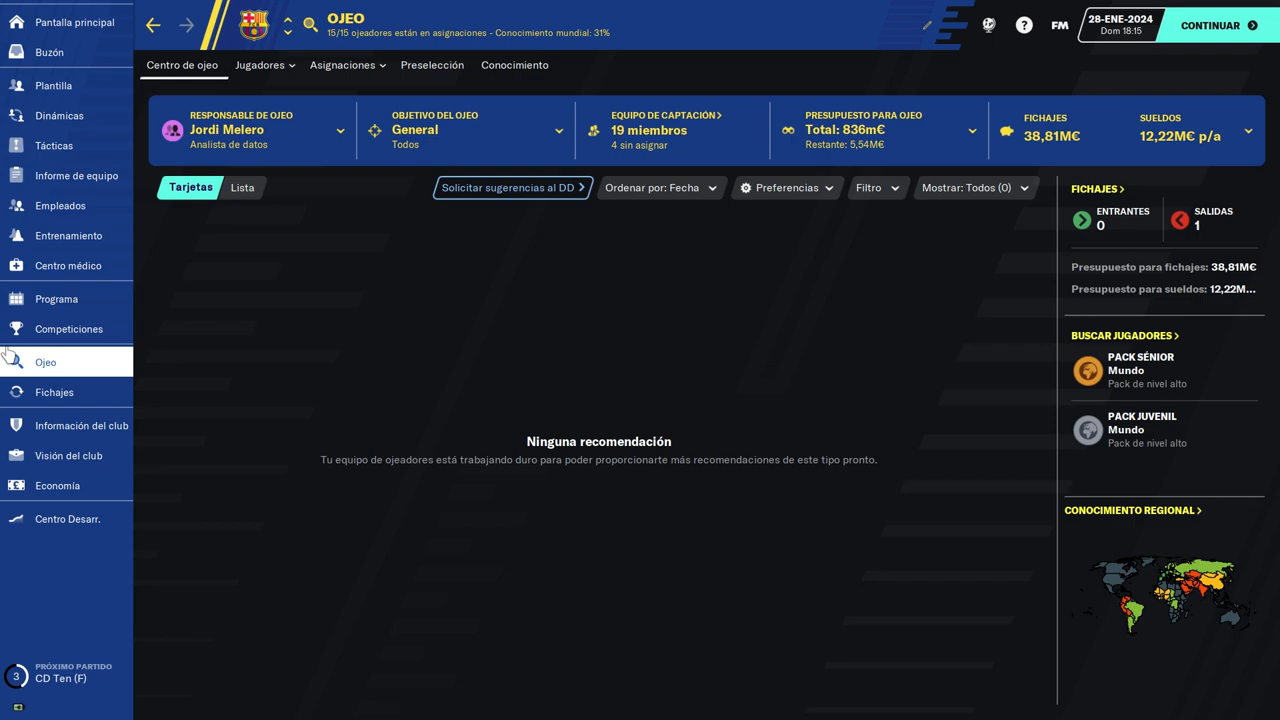 Pantalla principal
Buzón
Plantilla
Dinámicas
Tácticas
Informe de equipo
Empleados
Entrenamiento
Centro médico
Programa
Competiciones
Ojeo
Fichajes
Información del club
Visión del club
Economía
Centro Desarr.
PRÓXIMO PARTIDO
3 CD Ten (F)
OJEO
15/15 ojeadores están en asignaciones - Conocimiento mundial: 31%
? FM
28-ENE-2024
Dom 18:15
CONTINUAR
Centro de ojeo Jugadores Asignaciones Preselección Conocimiento
RESPONSABLE DE OJEO
Jordi Melero
Analista de datos
OBJETIVO DEL OJEO
General
Todos
EQUIPO DE CAPTACIÓN
19 miembros
4 sin asignar
PRESUPUESTO PARA OJEO
Total: 836m€
Restante: 5,54M€
FICHAJES
38,81M€
SUELDOS
12,22M€ p/a
Tarjetas Lista Solicitar sugerencias al DD Ordenar por: Fecha Preferencias Filtro Mostrar: Todos (0)
Ninguna recomendación
Tu equipo de ojeadores está trabajando duro para poder proporcionarte más recomendaciones de este tipo pronto.
FICHAJES
ENTRANTES
0
SALIDAS
1
Presupuesto para fichajes: 38,81M€
Presupuesto para sueldos: 12,22M...
BUSCAR JUGADORES
PACK SÉNIOR
Mundo
Pack de nivel alto
PACK JUVENIL
Mundo
Pack de nivel alto
CONOCIMIENTO REGIONAL